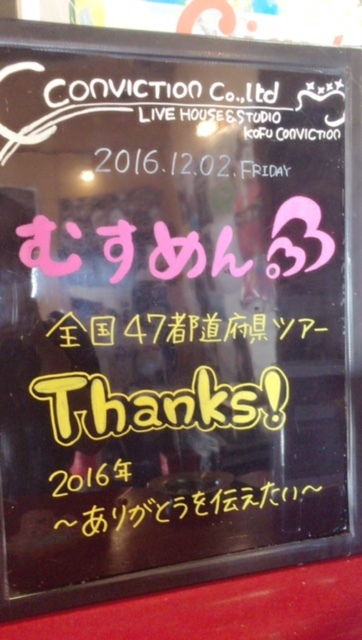 CONVICTION CO.,Ltd
LIVE HOUSE&STUDIO
KOFU CONVICTION
2016.12.02.FRIDAY
むすめん。
全国47都道府県ツアー
Thanks!
2016年
～ありがとうを伝えたい～